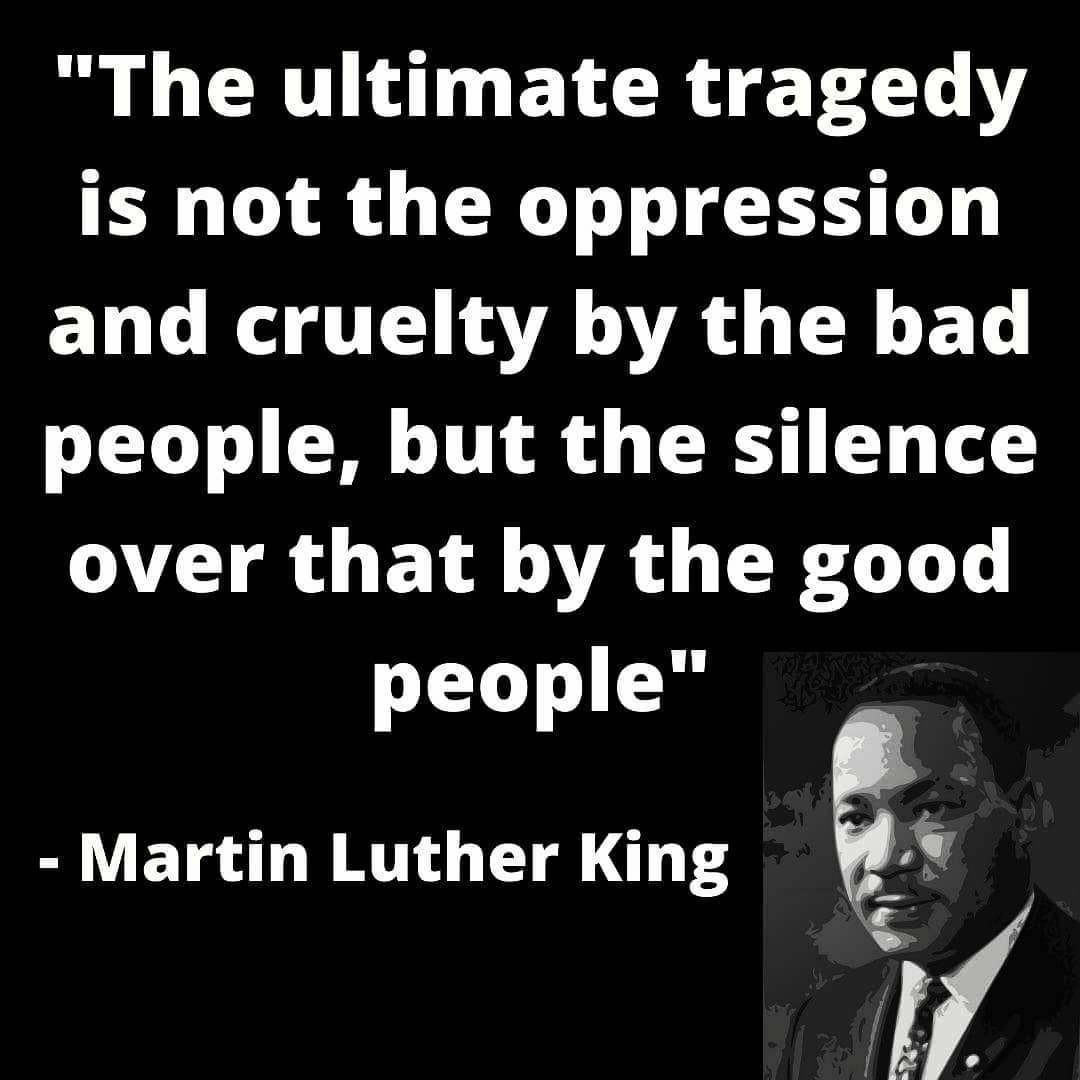 "The ultimate tragedy
is not the oppression
and cruelty by the bad
people, but the silence
over that by the good
people"
- Martin Luther King